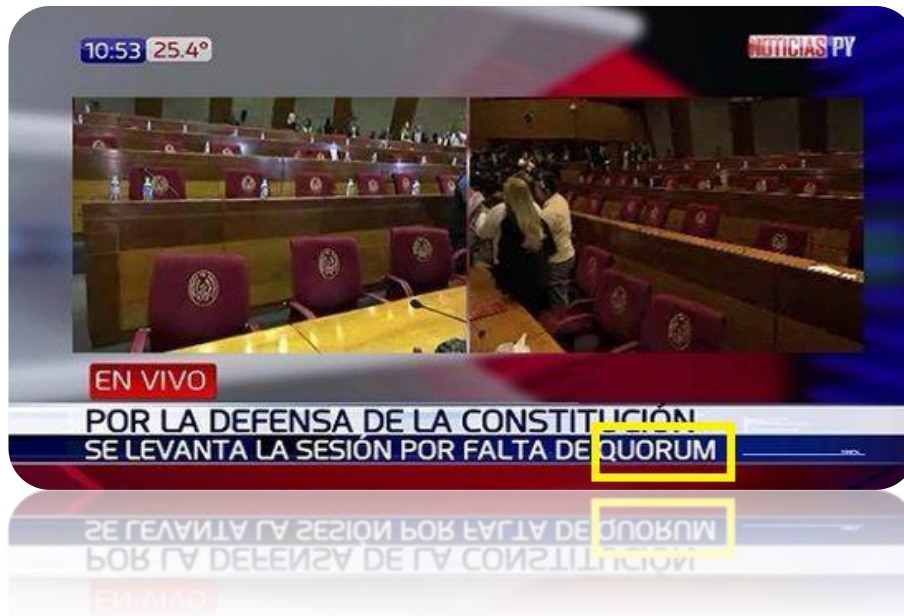 10:53 25.4°
NOTICIAS PY
EN VIVO
POR LA DEFENSA DE LA CONSTITUCIÓN
SE LEVANTA LA SESIÓN POR FALTA DE QUORUM